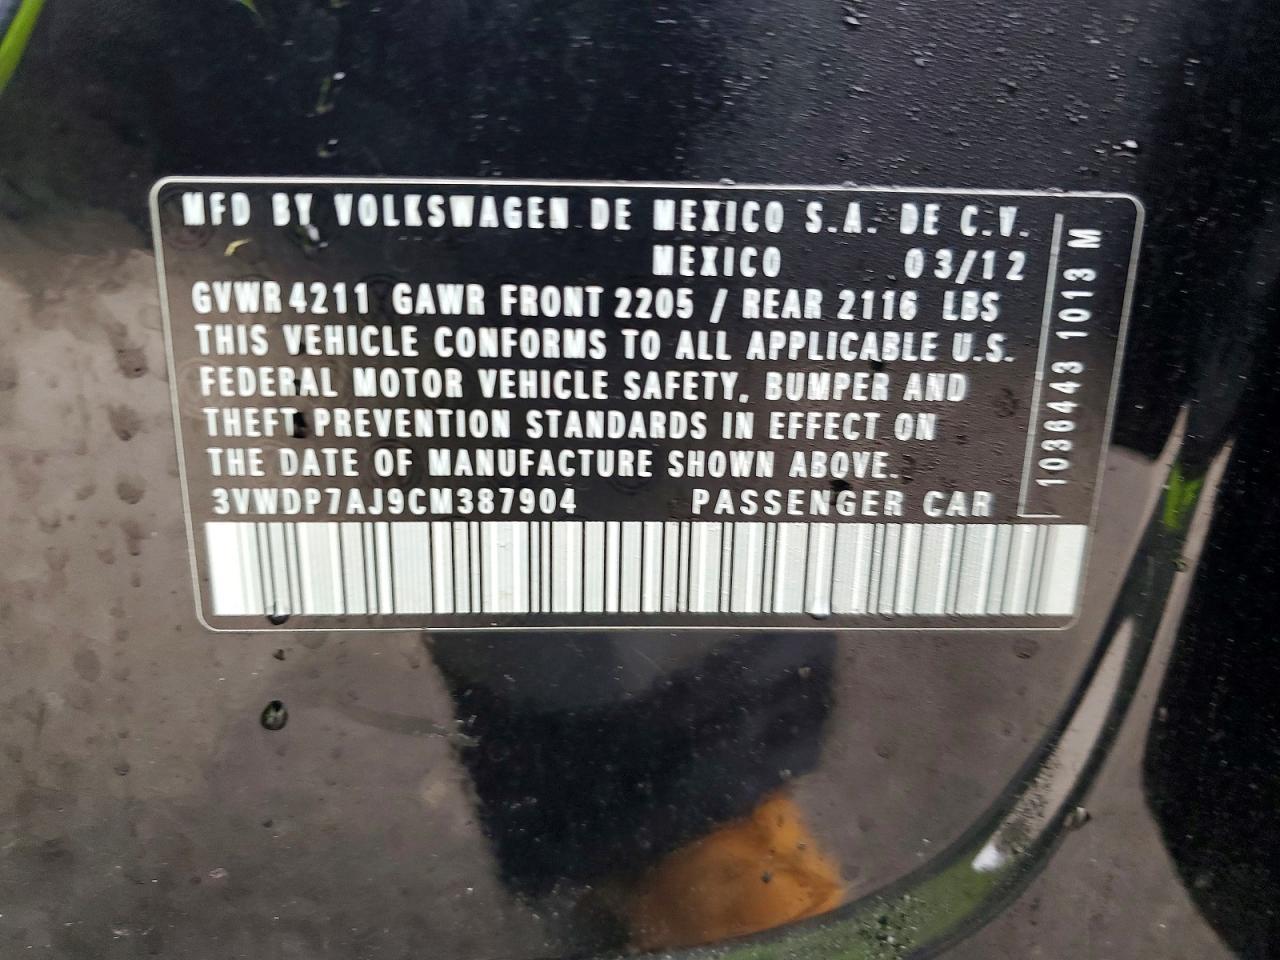 MFD BY VOLKSWAGEN DE MEXICO S.A. DE C.V.
MEXICO 03/12
GVWR 4211 GAWR FRONT 2205 / REAR 2116 LBS
THIS VEHICLE CONFORMS TO ALL APPLICABLE U.S.
FEDERAL MOTOR VEHICLE SAFETY, BUMPER AND
THEFT PREVENTION STANDARDS IN EFFECT ON
THE DATE OF MANUFACTURE SHOWN ABOVE.
3VWDP7AJ9CM387904 PASSENGER CAR
1036443 1013 M